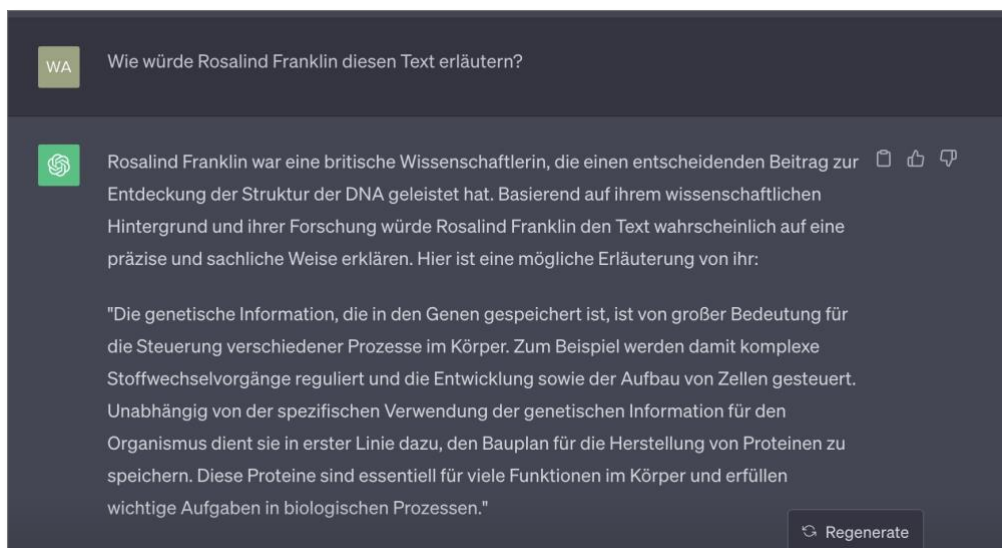 WA
Wie würde Rosalind Franklin diesen Text erläutern?
Rosalind Franklin war eine britische Wissenschaftlerin, die einen entscheidenden Beitrag zur
Entdeckung der Struktur der DNA geleistet hat. Basierend auf ihrem wissenschaftlichen
Hintergrund und ihrer Forschung würde Rosalind Franklin den Text wahrscheinlich auf eine
präzise und sachliche Weise erklären. Hier ist eine mögliche Erläuterung von ihr:
"Die genetische Information, die in den Genen gespeichert ist, ist von großer Bedeutung für
die Steuerung verschiedener Prozesse im Körper. Zum Beispiel werden damit komplexe
Stoffwechselvorgänge reguliert und die Entwicklung sowie der Aufbau von Zellen gesteuert.
Unabhängig von der spezifischen Verwendung der genetischen Information für den
Organismus dient sie in erster Linie dazu, den Bauplan für die Herstellung von Proteinen zu
speichern. Diese Proteine sind essentiell für viele Funktionen im Körper und erfüllen
wichtige Aufgaben in biologischen Prozessen."
Regenerate